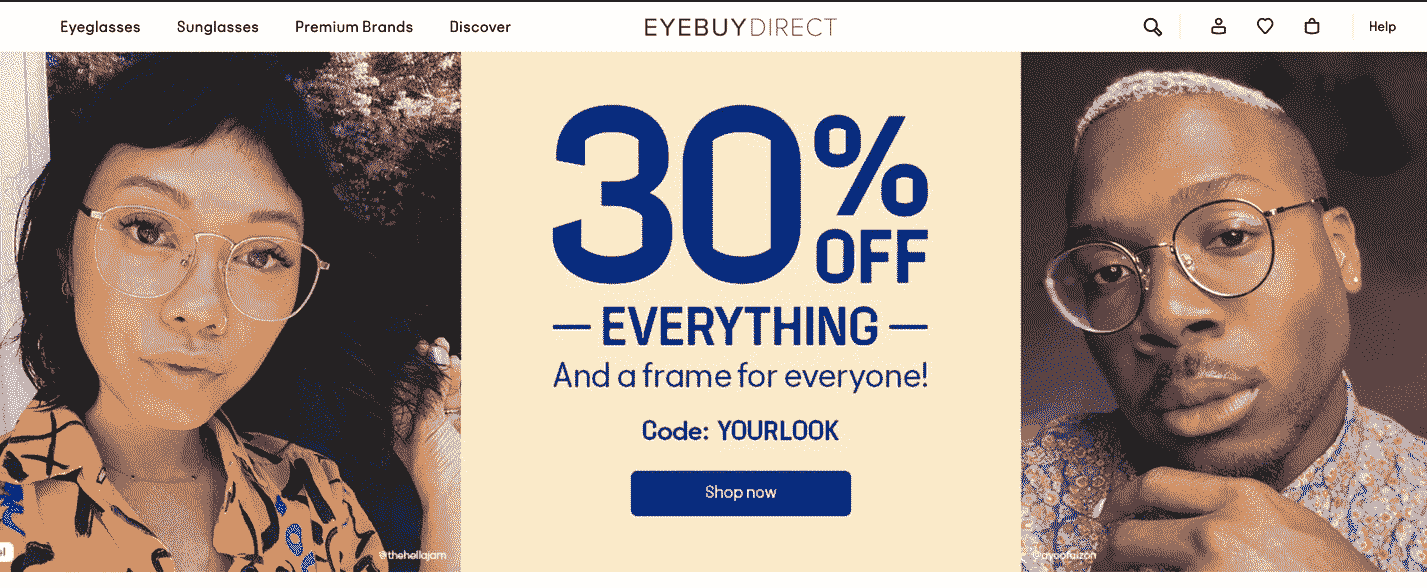 Eyeglasses Sunglasses Premium Brands Discover EYEBUYDIRECT Help
30% OFF
EVERYTHING
And a frame for everyone!
Code: YOURLOOK
Shop now
@thehellajam